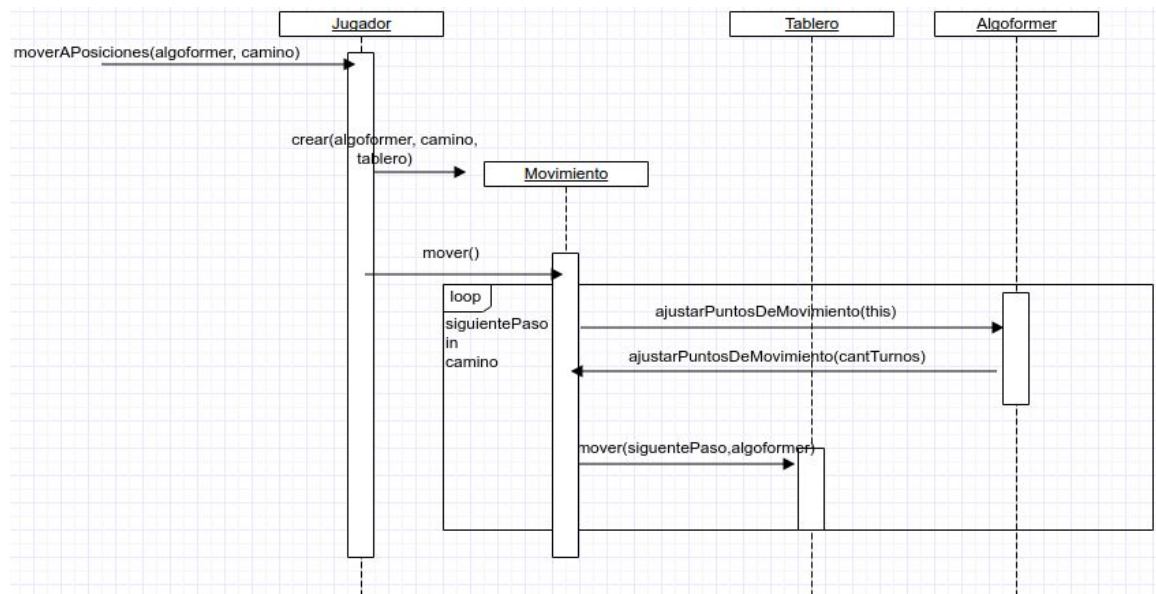 Jugador
Tablero
Algoformer
moverAPosiciones(algoformer, camino)
crear(algoformer, camino,
tablero)
Movimiento
mover()
loop
siguientePaso
in
camino
ajustarPuntosDeMovimiento(this)
ajustarPuntosDeMovimiento(cantTurnos)
mover(siguentePaso,algoformer)